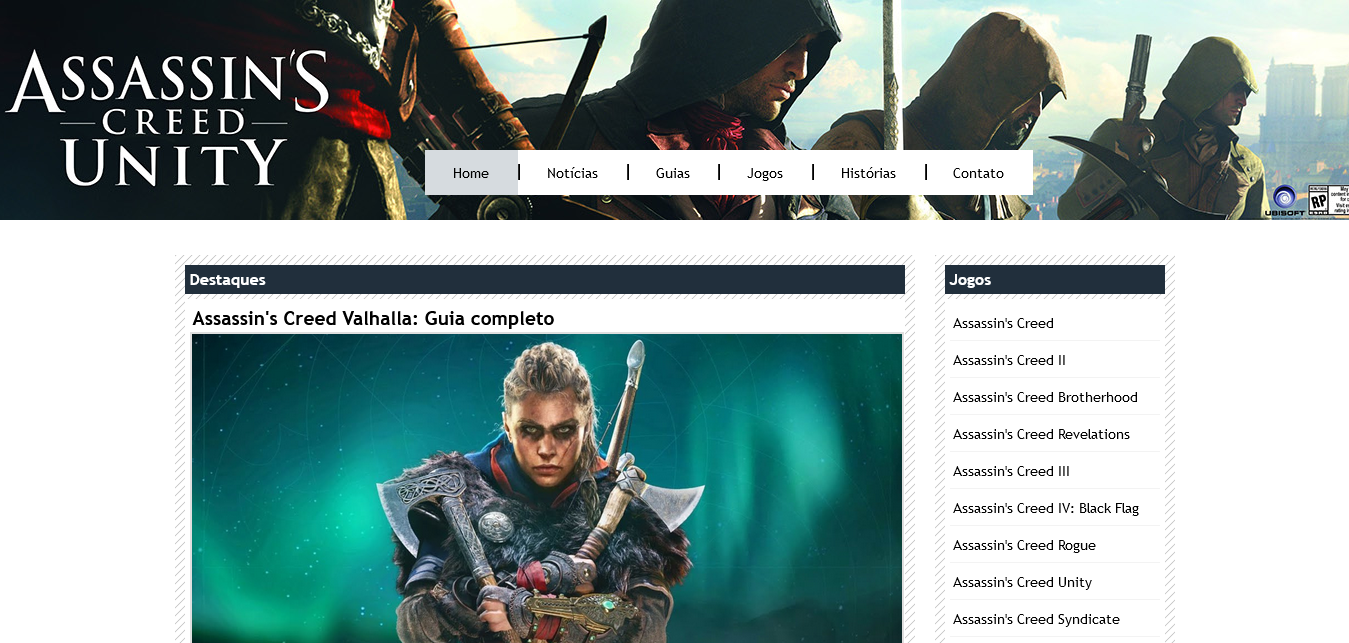 ASSASSIN'S
CREED
UNITY
Home
Notícias
Guias
Jogos
Histórias
Contato
UBISOFT
RP
Destaques
Assassin's Creed Valhalla: Guia completo
Jogos
Assassin's Creed
Assassin's Creed II
Assassin's Creed Brotherhood
Assassin's Creed Revelations
Assassin's Creed III
Assassin's Creed IV: Black Flag
Assassin's Creed Rogue
Assassin's Creed Unity
Assassin's Creed Syndicate